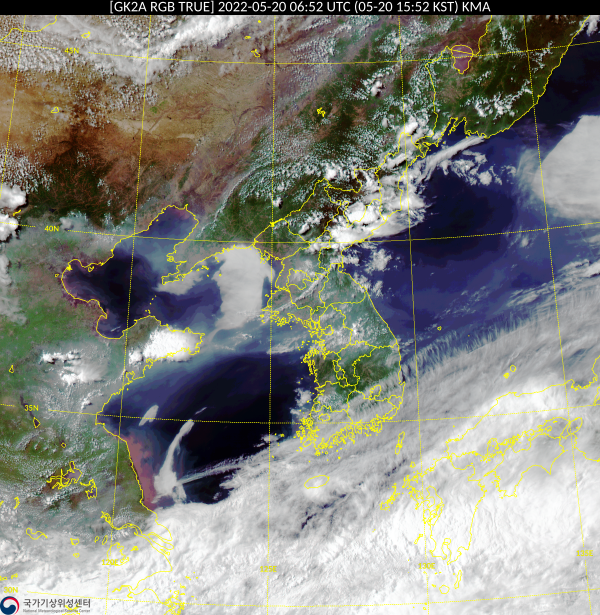 [GK2A RGB TRUE] 2022-05-20 06:52 UTC (05-20 15:52 KST) KMA
45N
40N
35N
국가기상위성센터
National Meteorological Satellite Center